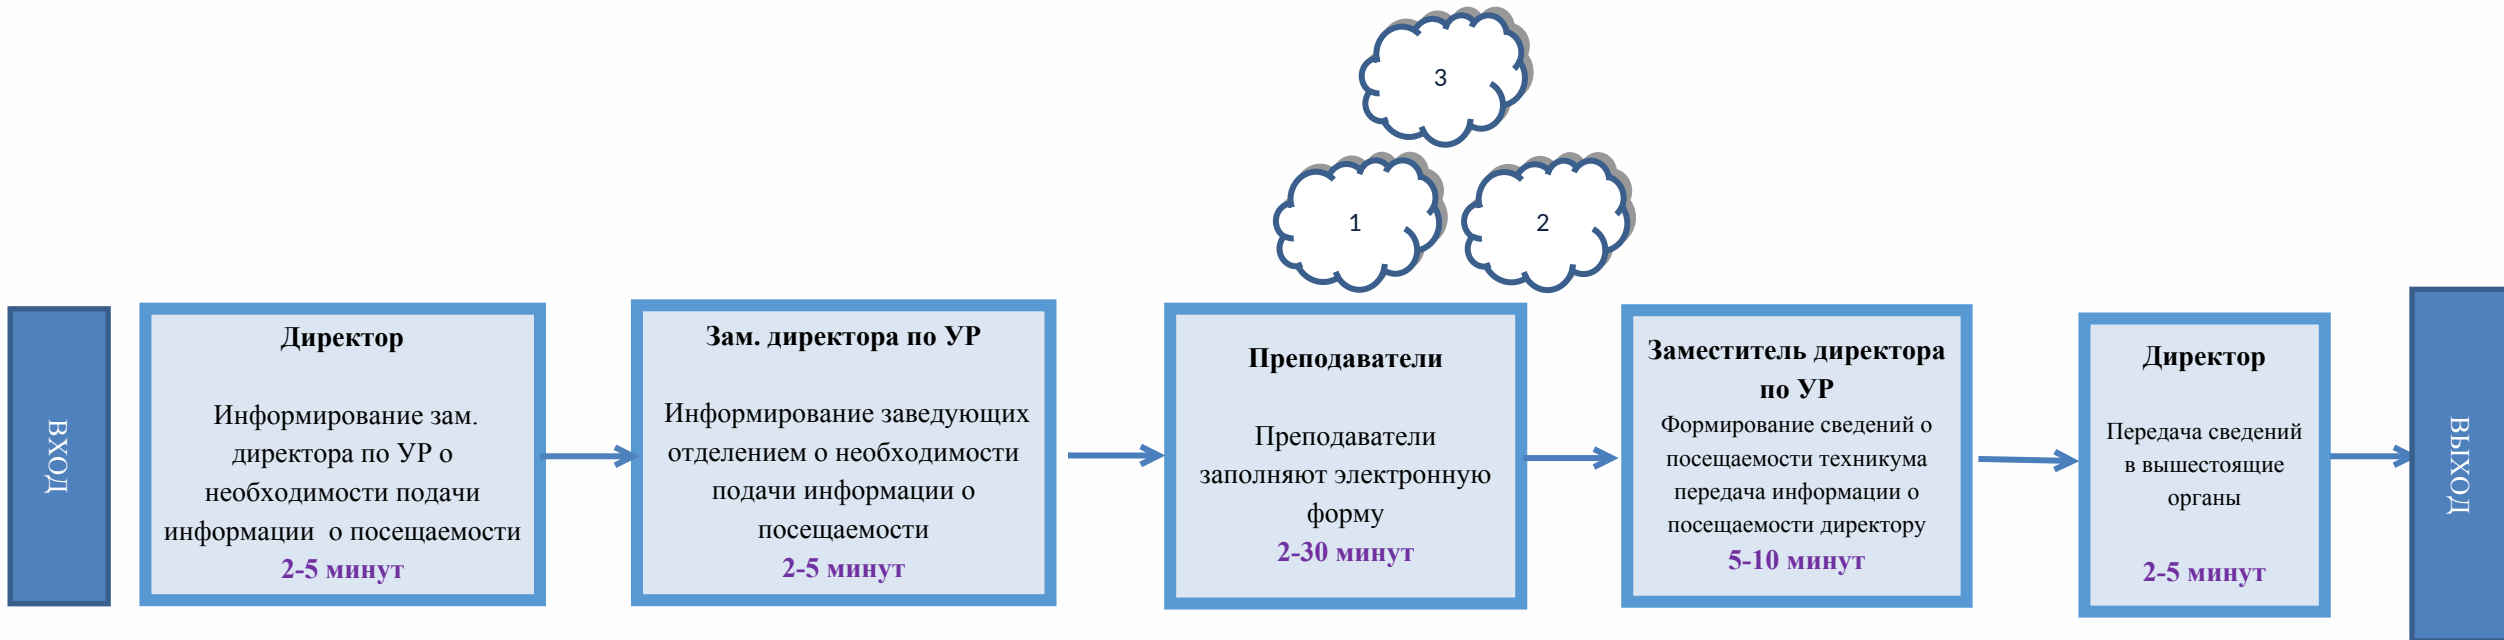 3
1
2
ВХОД
Директор
Информирование зам.
директора по УР о
необходимости подачи
информации  о посещаемости
2-5 минут
Зам. директора по УР
Информирование заведующих
отделением о необходимости
подачи информации о
посещаемости
2-5 минут
Преподаватели
Преподаватели
заполняют электронную
форму
2-30 минут
Заместитель директора
по УР
Формирование сведений о
посещаемости техникума
передача информации о
посещаемости директору
5-10 минут
Директор
Передача сведений
в вышестоящие
органы
2-5 минут
ВЫХОД